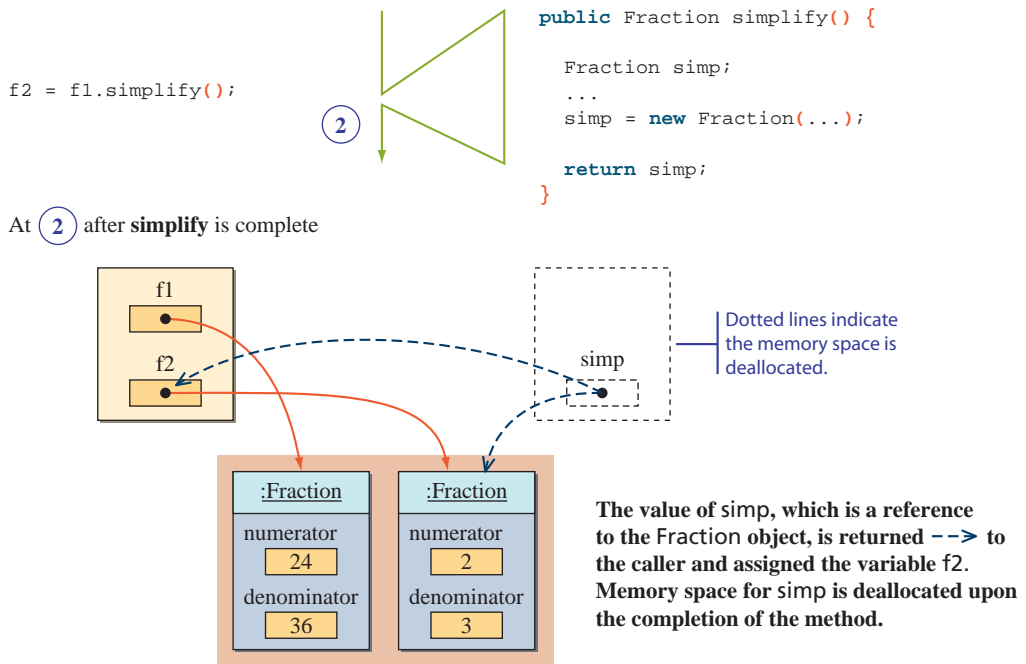 f2 = f1.simplify();
2
public Fraction simplify() {
Fraction simp;
...
simp = new Fraction(...);
return simp;
}
At 2 after simplify is complete
f1
f2
simp
Dotted lines indicate
the memory space is
deallocated.
:Fraction
numerator
24
denominator
36
:Fraction
numerator
2
denominator
3
The value of simp, which is a reference
to the Fraction object, is returned to
the caller and assigned the variable f2.
Memory space for simp is deallocated upon
the completion of the method.